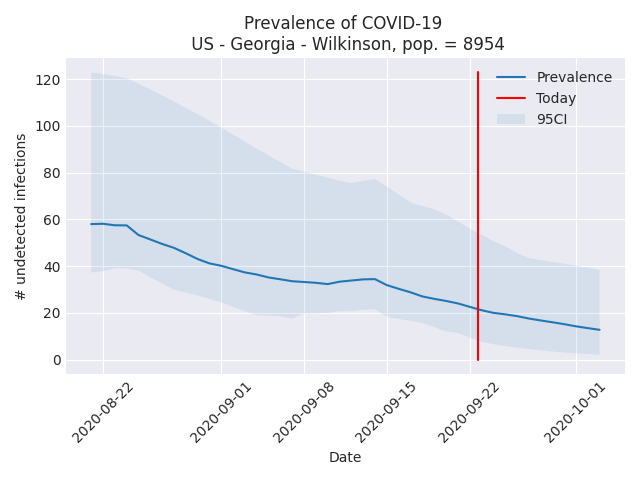 Prevalence of COVID-19
US - Georgia - Wilkinson, pop. = 8954
Prevalence
Today
95CI
# undetected infections
120
100
80
60
40
20
0
2020-08-22
2020-09-01
2020-09-08
2020-09-15
2020-09-22
2020-10-01
Date